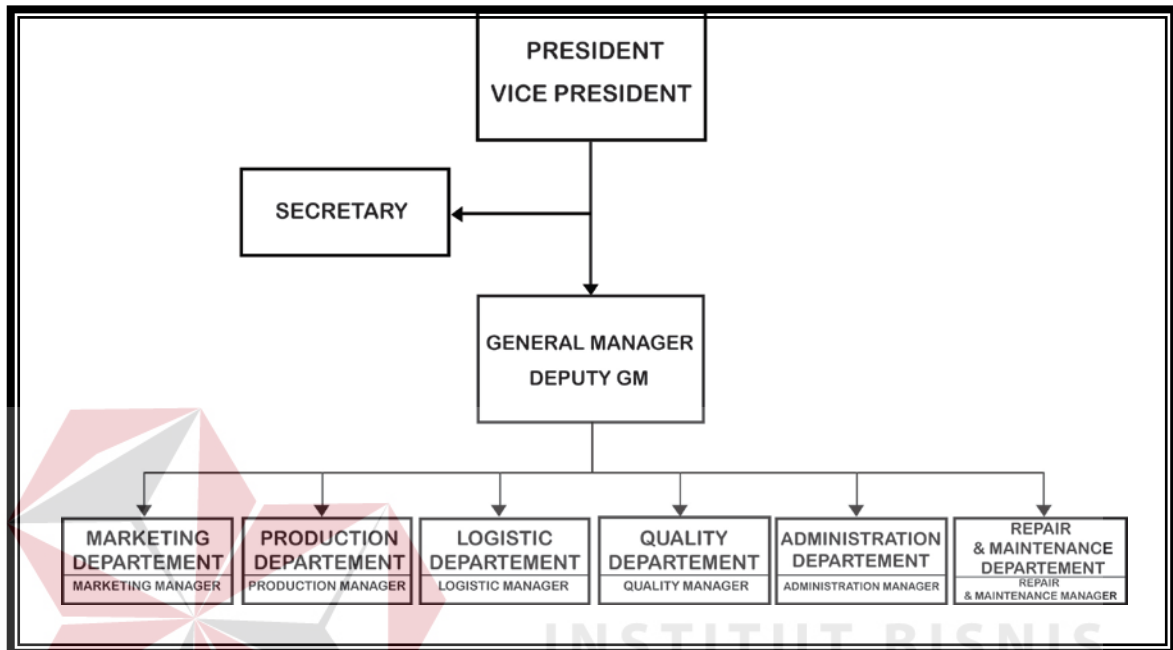 PRESIDENT
VICE PRESIDENT
SECRETARY
GENERAL MANAGER
DEPUTY GM
MARKETING
DEPARTEMENT
MARKETING MANAGER
PRODUCTION
DEPARTEMENT
PRODUCTION MANAGER
LOGISTIC
DEPARTEMENT
LOGISTIC MANAGER
QUALITY
DEPARTEMENT
QUALITY MANAGER
ADMINISTRATION
DEPARTEMENT
ADMINISTRATION MANAGER
REPAIR
& MAINTENANCE
DEPARTEMENT
REPAIR
& MAINTENANCE MANAGER
INSTITUT BISNIS